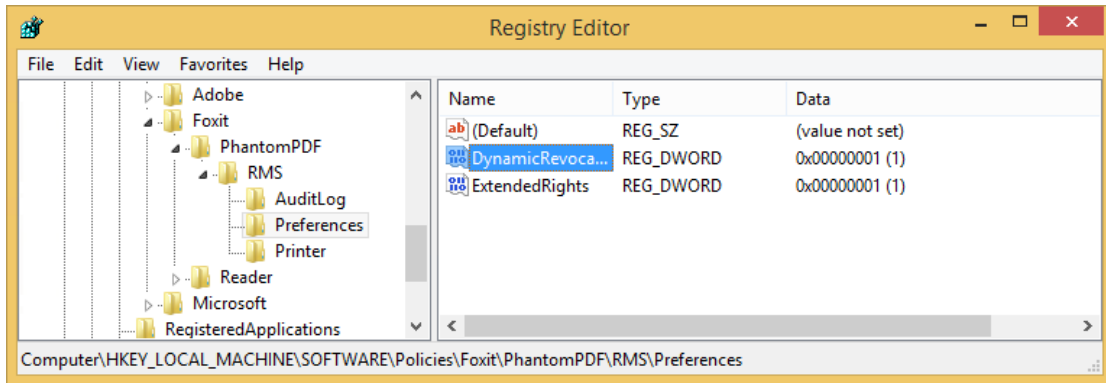 Registry Editor
File Edit View Favorites Help
Adobe
Foxit
PhantomPDF
RMS
AuditLog
Preferences
Printer
Reader
Microsoft
RegisteredApplications
Name Type Data
(Default) REG_SZ (value not set)
DynamicRevoca... REG_DWORD 0x00000001 (1)
ExtendedRights REG_DWORD 0x00000001 (1)
Computer\HKEY_LOCAL_MACHINE\SOFTWARE\Policies\Foxit\PhantomPDF\RMS\Preferences